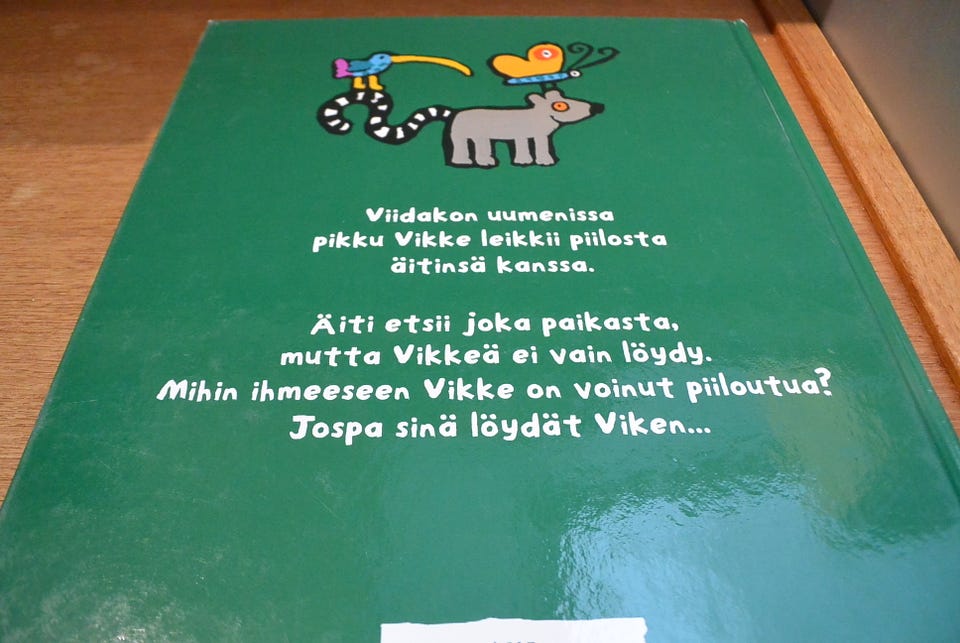 Viidakon uumenissa
pikku Vikke leikkii piilosta
äitinsä kanssa.
Äiti etsii joka paikasta,
mutta Vikkeä ei vain löydy.
Mihin ihmeeseen Vikke on voinut piiloutua?
Jospa sinä löydät Viken...